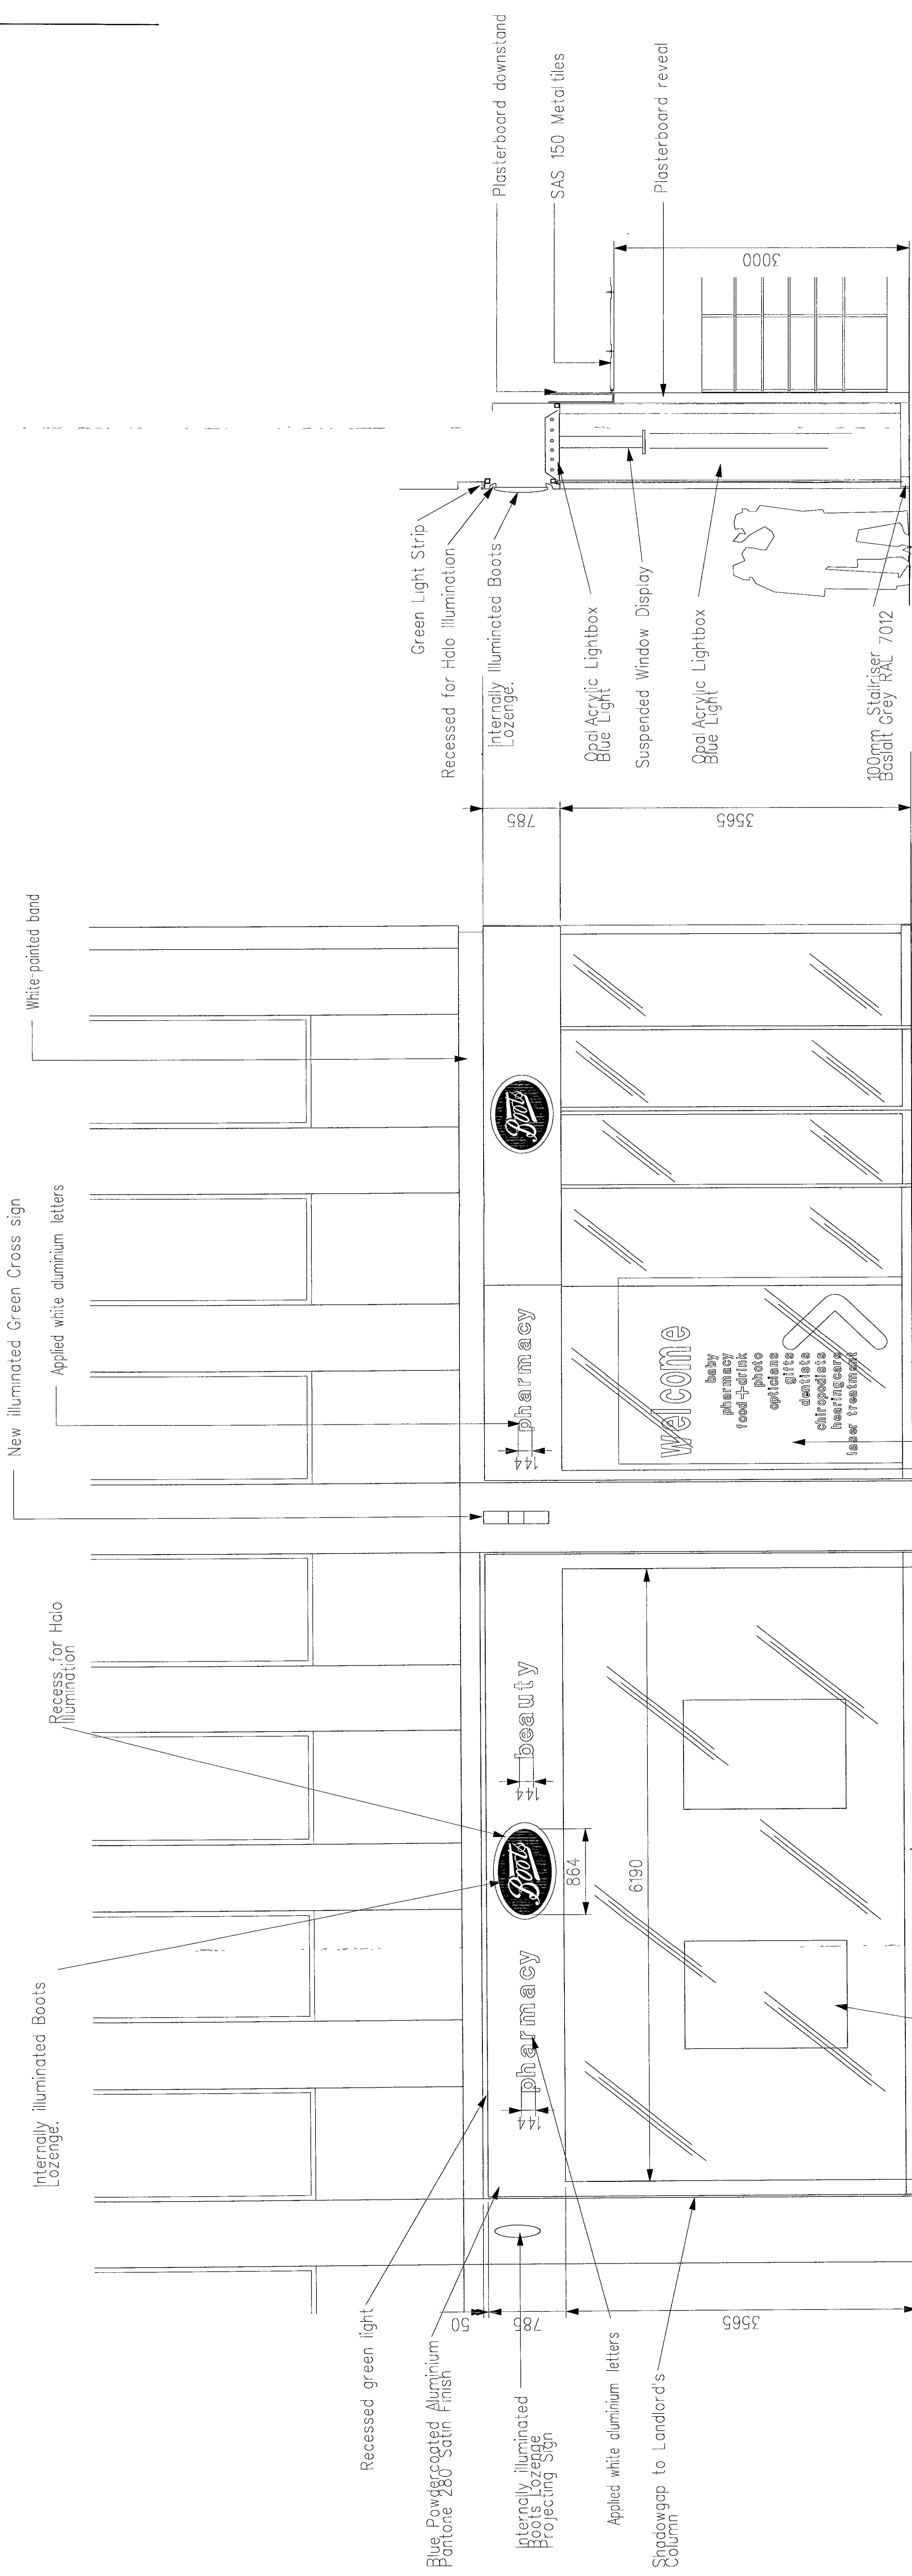 New illuminated Green Cross sign
White-painted band
Applied white aluminium letters
Recess for Halo
Illumination
Internally illuminated Boots
Lozenge.
Recessed green light
Blue Powdercoated Aluminium
Pantone 280 Satin Finish
Internally illuminated
Boots Lozenge
Projecting Sign
Applied white aluminium letters
Shadowgap to Landlord's
Column
50
785
3565
144
pharmacy
Boots
864
144
beauty
6190
144
pharmacy
Boots
welcome
baby
pharmacy
food+drink
photo
opticians
gifts
dentists
chiropodists
hearingcare
laser treatment
785
3565
Green Light Strip
Recessed for Halo Illumination
Internally Illuminated Boots
Lozenge.
Opal Acrylic Lightbox
Blue Light
Suspended Window Display
Opal Acrylic Lightbox
Blue Light
100mm Stallriser
Baslalt Grey RAL 7012
Plasterboard downstand
SAS 150 Metal tiles
Plasterboard reveal
3000